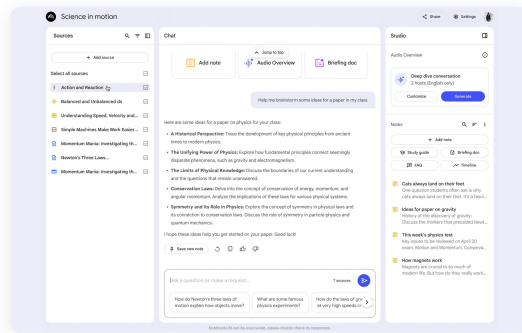 Science in motion
Share
Settings
Sources
+ Add source
Select all sources
Action and Reaction
Balanced and Unbalanced ds
Understanding Speed, Velocity and...
Simple Machines Make Work Easier...
Momentum Mania: Investigating th...
Newton's Three Laws...
Momentum Mania: Investigating th...
Chat
Jump to top
Add note
Audio Overview
Briefing doc
Help me brainstorm some ideas for a paper in my class
Here are some ideas for a paper on physics for your class:
• A Historical Perspective: Trace the development of key physical principles from ancient
times to modern physics.
• The Unifying Power of Physics: Explore how fundamental principles connect seemingly
disparate phenomena, such as gravity and electromagnetism.
• The Limits of Physical Knowledge: Discuss the boundaries of our current understanding
and the questions that remain unanswered.
• Conservation Laws: Delve into the concept of conservation of energy, momentum, and
angular momentum. Analyze the implications of these laws for various physical systems.
• Symmetry and its Role in Physics: Explore the concept of symmetry in physical laws and
its connection to conservation laws. Discuss the role of symmetry in particle physics and
quantum mechanics.
I hope these ideas help you get started on your paper. Good luck!
Save new note
Ask a question or make a request...
7 sources
How do Newton's three laws of
motion explain how objects move?
What are some famous
physics experiments?
How do the laws of gra
at very high speeds or
Studio
Audio Overview
Deep dive conversation
2 hosts (English only)
Customize
Generate
Notes
+ Add note
Study guide
Briefing doc
FAQ
Timeline
Cats always land on their feet
One question students often ask is why
cats always land on their feet. It's a fasci...
Ideas for paper on gravity
History of the discovery of gravity:
Discuss the thinkers that preceded Newt...
This week's physics test
Key issues to be reviewed on April 20
exam: Motion and Momentum; Conserva...
How magnets work
Magnets are crucial to so much of
modern life. But how do they really work...
NotebookLM can be inaccurate, please double check its responses.